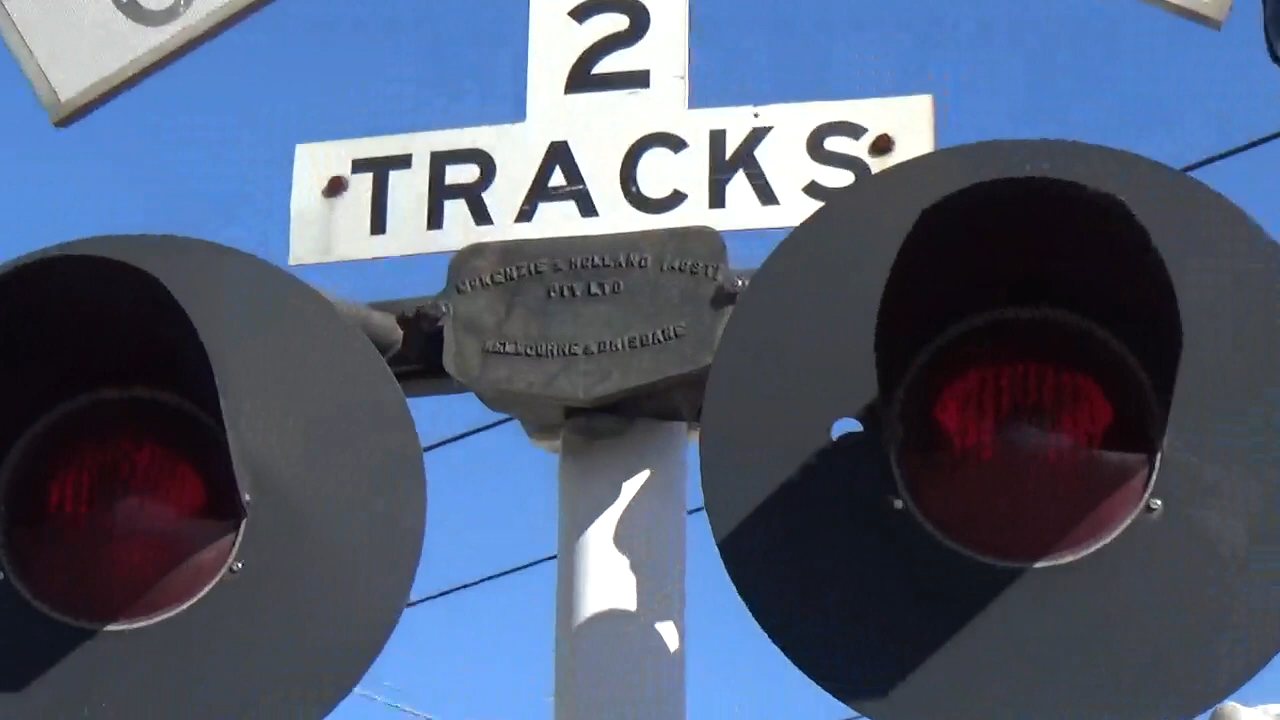 2
TRACKS
MCKENZIE & HOLLAND (AUST)
PTY. LTD
MELBOURNE & BRISBANE